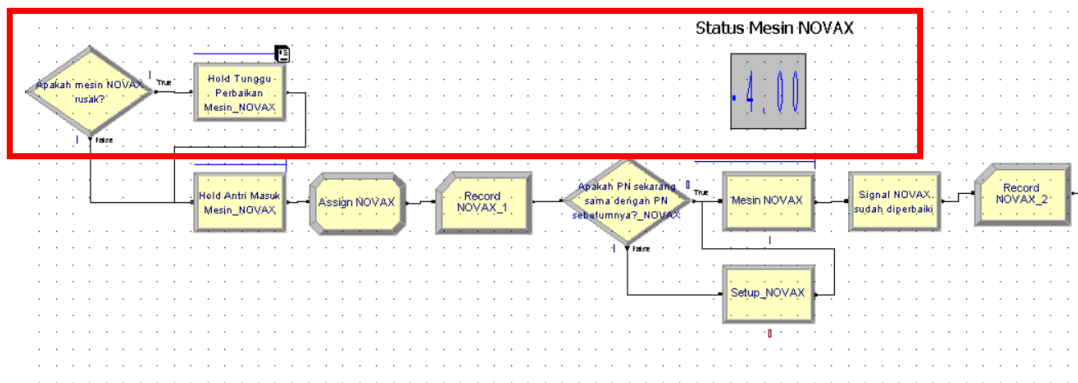 Status Mesin NOVAX
Apakah mesin NOVAX
rusak?
True
False
Hold Tunggu
Perbaikan
Mesin_NOVAX
4.00
Hold Antri Masuk
Mesin_NOVAX
Assign NOVAX
Record
NOVAX_1
Apakah PN sekarang
sama dengan PN
sebelumnya?_NOVAX
True
False
Mesin NOVAX
Signal NOVAX
sudah diperbaiki
Record
NOVAX_2
Setup_NOVAX